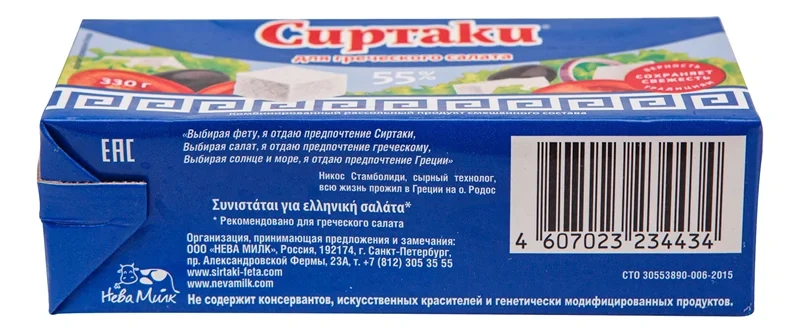 Сиртаки®
для греческого салата
55%
330 г
ВЕРНОСТЬ
СОХРАНЯЕТ
СВЕЖЕСТЬ
ТРАДИЦИЯМ
Комбинированный рассольный продукт смешанного состава
ЕАС
«Выбирая фету, я отдаю предпочтение Сиртаки,
Выбирая салат, я отдаю предпочтение греческому,
Выбирая солнце и море, я отдаю предпочтение Греции»
Никос Стамболиди, сырный технолог,
всю жизнь прожил в Греции на о. Родос
Συνιστάται για ελληνική σαλάτα*
* Рекомендовано для греческого салата
Организация, принимающая предложения и замечания:
ООО «НЕВА МИЛК», Россия, 192174, г. Санкт-Петербург,
пр. Александровской Фермы, 23А, т. +7 (812) 305 35 55
www.sirtaki-feta.com
www.nevamilk.com
4 607023 234434
СТО 30553890-006-2015
Нева Милк
Не содержит консервантов, искусственных красителей и генетически модифицированных продуктов.